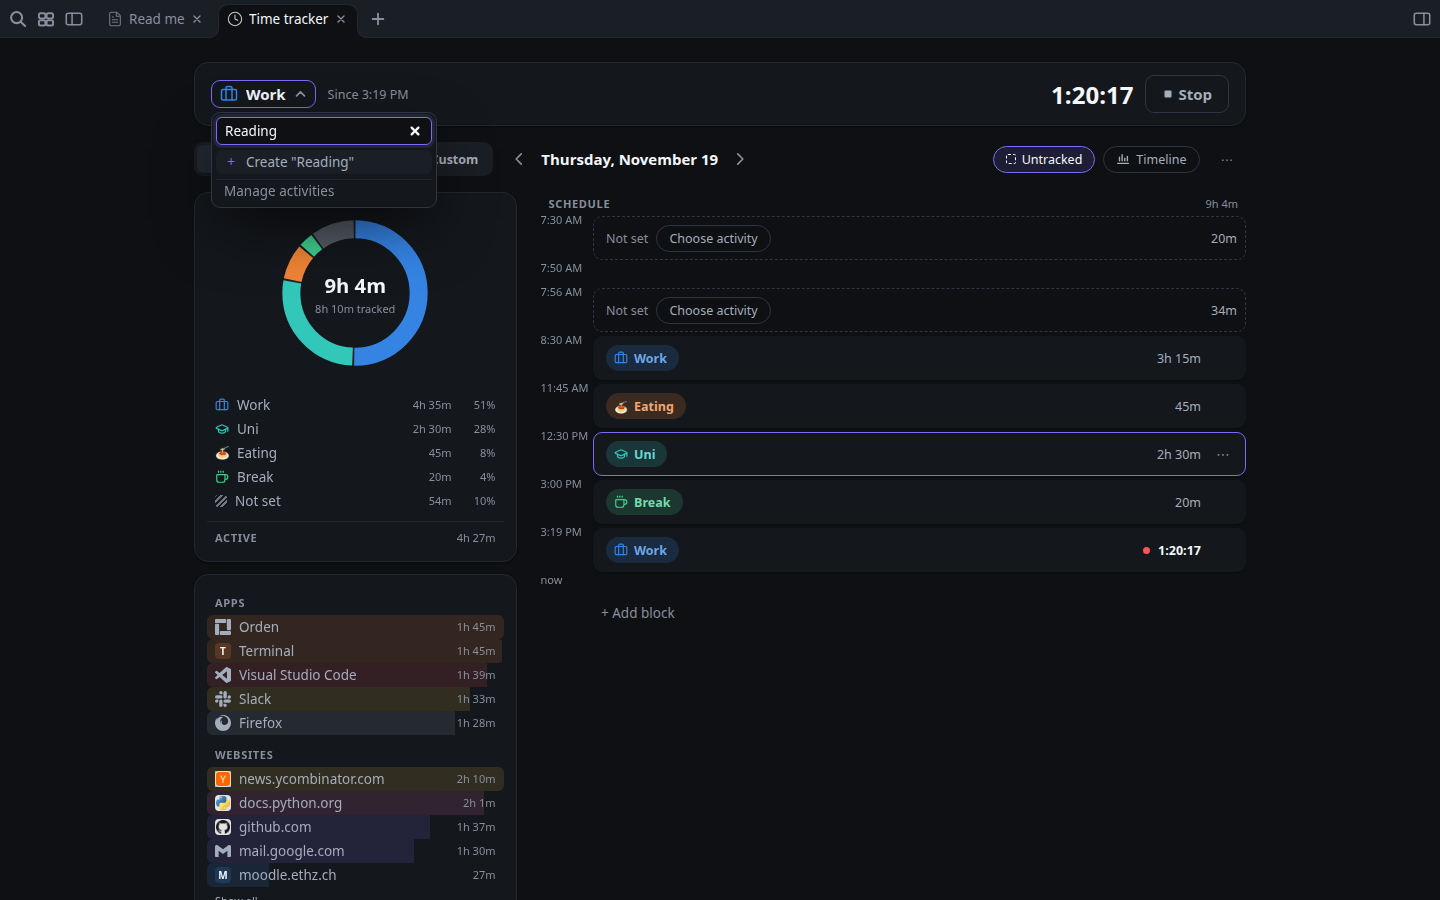 Read me
Time tracker
Work
Since 3:19 PM
1:20:17
Stop
Reading
+ Create "Reading"
Manage activities
Custom
Thursday, November 19
Untracked
Timeline
...
SCHEDULE
9h 4m
7:30 AM
Not set
Choose activity
20m
7:50 AM
7:56 AM
Not set
Choose activity
34m
8:30 AM
Work
3h 15m
11:45 AM
Eating
45m
12:30 PM
Uni
2h 30m
...
3:00 PM
Break
20m
3:19 PM
Work
1:20:17
now
+ Add block
9h 4m
8h 10m tracked
Work 4h 35m 51%
Uni 2h 30m 28%
Eating 45m 8%
Break 20m 4%
Not set 54m 10%
ACTIVE 4h 27m
APPS
Orden 1h 45m
T Terminal 1h 45m
Visual Studio Code 1h 39m
Slack 1h 33m
Firefox 1h 28m
WEBSITES
Y news.ycombinator.com 2h 10m
docs.python.org 2h 1m
github.com 1h 37m
mail.google.com 1h 30m
M moodle.ethz.ch 27m